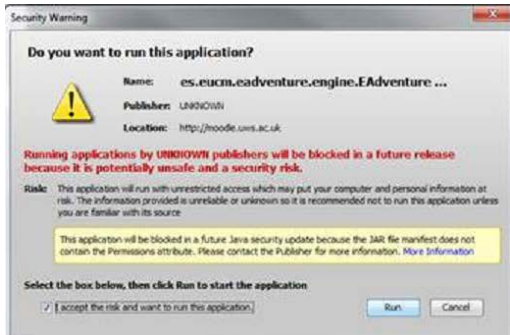 Security Warning
Do you want to run this application?
Name: es.eucm.eadventure.engine.EAdventure ...
Publisher: UNKNOWN
Location: http://moodle.uws.ac.uk
Running applications by UNKNOWN publishers will be blocked in a future release
because it is potentially unsafe and a security risk.
Risk: This application will run with unrestricted access which may put your computer and personal information at
risk. The information provided is unreliable or unknown so it is recommended not to run this application unless
you are familiar with its source
This application will be blocked in a future Java security update because the JAR file manifest does not
contain the Permissions attribute. Please contact the Publisher for more information. More Information
Select the box below, then click Run to start the application
I accept the risk and want to run this application.
Run Cancel